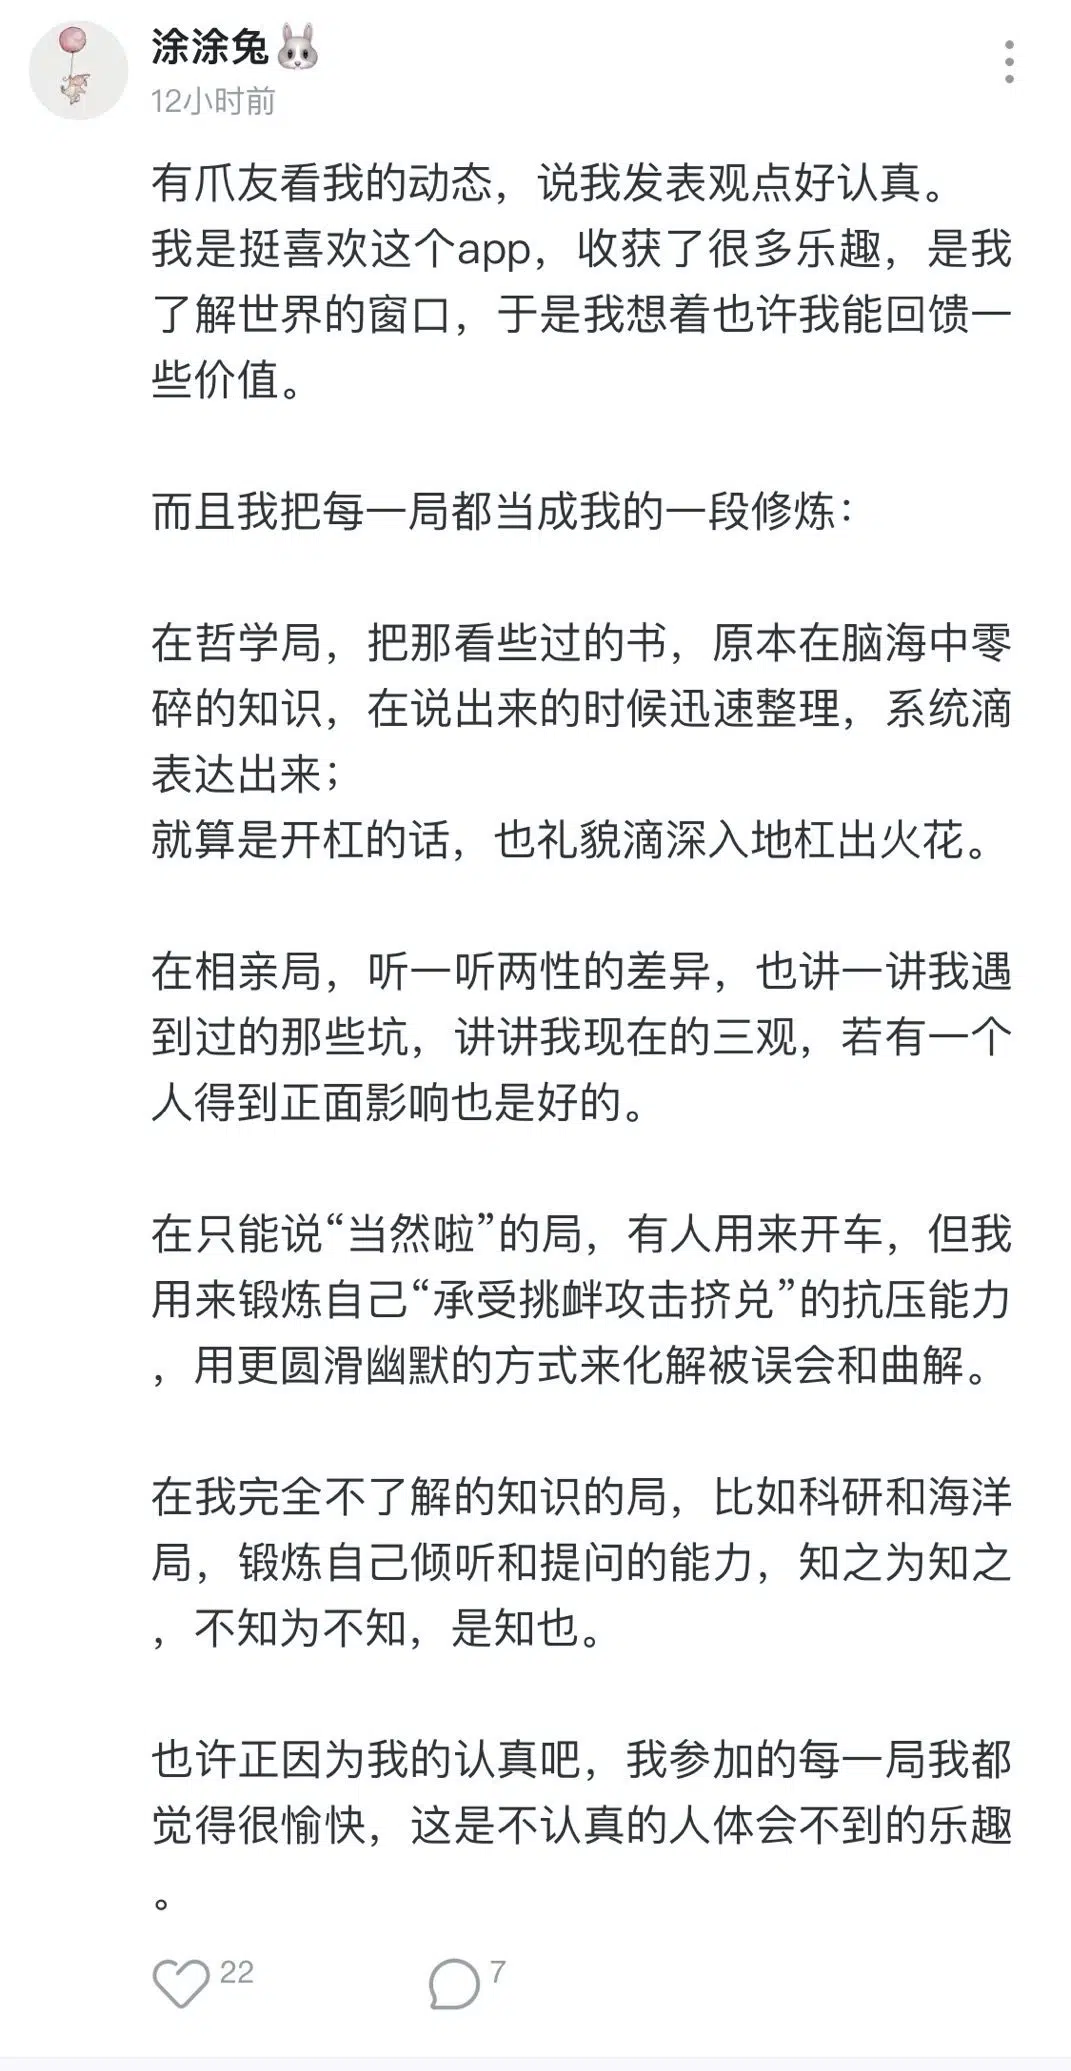 涂涂兔🐰
12小时前
有爪友看我的动态，说我发表观点好认真。
我是挺喜欢这个app，收获了很多乐趣，是我
了解世界的窗口，于是我想着也许我能回馈一
些价值。
而且我把每一局都当成我的一段修炼：
在哲学局，把那看些过的书，原本在脑海中零
碎的知识，在说出来的时候迅速整理，系统滴
表达出来；
就算是开杠的话，也礼貌滴深入地杠出火花。
在相亲局，听一听两性的差异，也讲一讲我遇
到过的那些坑，讲讲我现在的三观，若有一个
人得到正面影响也是好的。
在只能说“当然啦”的局，有人用来开车，但我
用来锻炼自己“承受挑衅攻击挤兑”的抗压能力
，用更圆滑幽默的方式来化解被误会和曲解。
在我完全不了解的知识的局，比如科研和海洋
局，锻炼自己倾听和提问的能力，知之为知之
，不知为不知，是知也。
也许正因为我的认真吧，我参加的每一局我都
觉得很愉快，这是不认真的人体会不到的乐趣
。
22
7